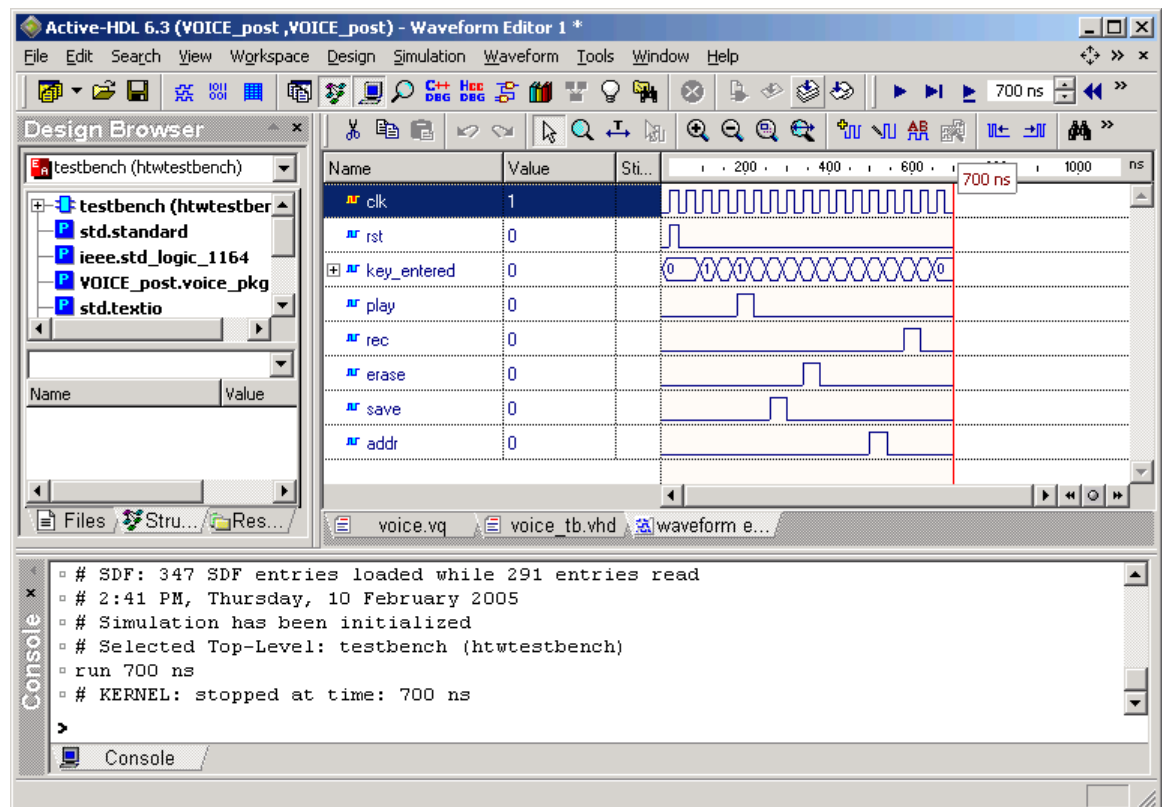 Active-HDL 6.3 (VOICE_post ,VOICE_post) - Waveform Editor 1 *
File Edit Search View Workspace Design Simulation Waveform Tools Window Help
C++ DBG HCC DBG 700 ns
Design Browser
testbench (htwtestbench)
testbench (htwtestber
std.standard
ieee.std_logic_1164
VOICE_post.voice_pkg
std.textio
Name Value
Files Stru... Res...
Name Value Sti... 200 400 600 1000 ns
700 ns
clk 1
rst 0
key_entered 0 0 1 1 0
play 0
rec 0
erase 0
save 0
addr 0
voice.vq voice_tb.vhd waveform e...
Console
# SDF: 347 SDF entries loaded while 291 entries read
# 2:41 PM, Thursday, 10 February 2005
# Simulation has been initialized
# Selected Top-Level: testbench (htwtestbench)
run 700 ns
# KERNEL: stopped at time: 700 ns
>
Console